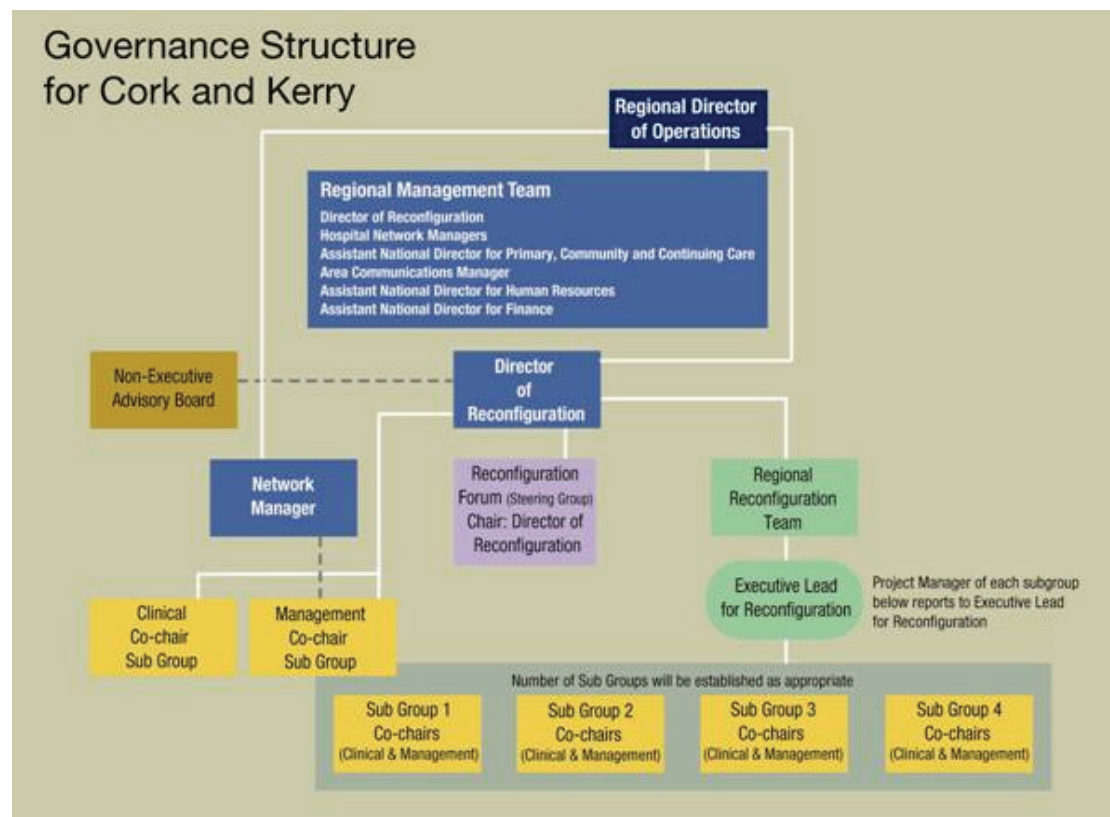 Governance Structure
for Cork and Kerry
Regional Director
of Operations
Regional Management Team
Director of Reconfiguration
Hospital Network Managers
Assistant National Director for Primary, Community and Continuing Care
Area Communications Manager
Assistant National Director for Human Resources
Assistant National Director for Finance
Non-Executive
Advisory Board
Director
of
Reconfiguration
Network
Manager
Reconfiguration
Forum (Steering Group)
Chair: Director of
Reconfiguration
Regional
Reconfiguration
Team
Executive Lead
for Reconfiguration
Project Manager of each subgroup
below reports to Executive Lead
for Reconfiguration
Clinical
Co-chair
Sub Group
Management
Co-chair
Sub Group
Number of Sub Groups will be established as appropriate
Sub Group 1
Co-chairs
(Clinical & Management)
Sub Group 2
Co-chairs
(Clinical & Management)
Sub Group 3
Co-chairs
(Clinical & Management)
Sub Group 4
Co-chairs
(Clinical & Management)